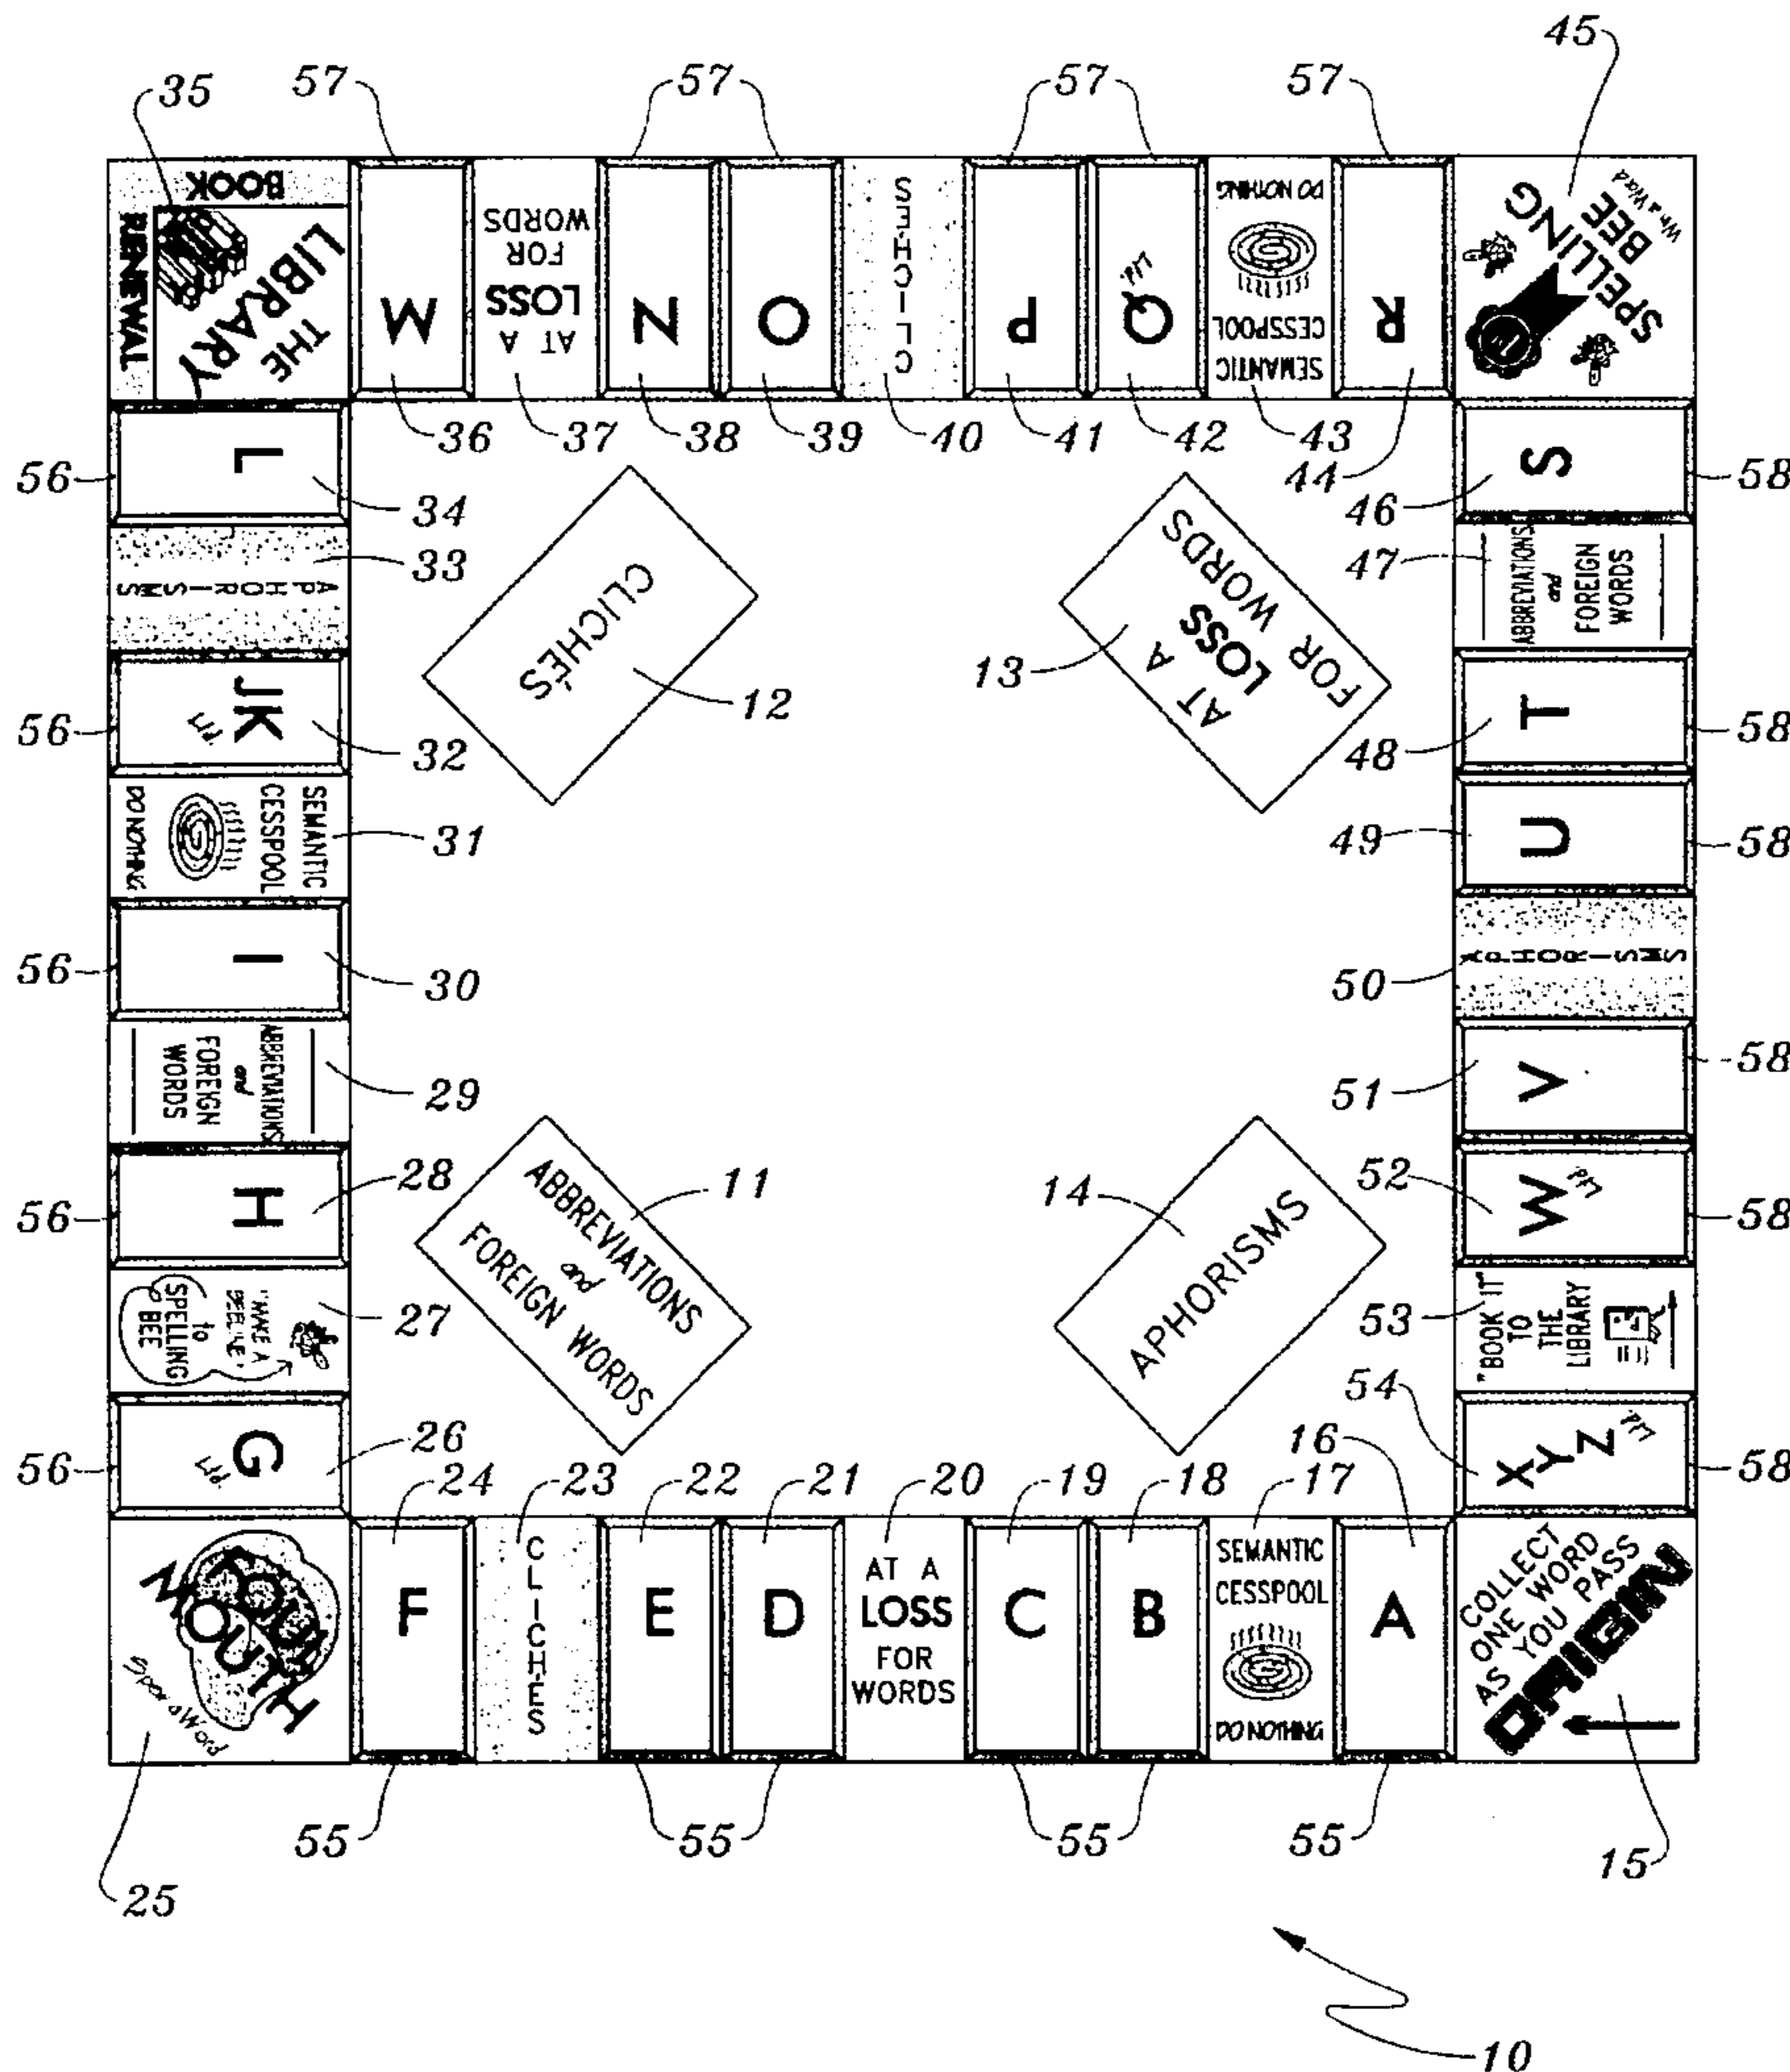 45
35
57
57
57
57
BOOK
RENEWAL
THE
LIBRARY
M
AT A
LOSS
FOR
WORDS
N
O
CLICHES
P
Q
Ltd.
SEMANTIC
CESSPOOL
DO NOTHING
R
SPELLING
BEE
Win a Word
36
37
38
39
40
41
42
43
44
56
L
34
S
46
58
33
APHORISMS
47
ABBREVIATIONS
and
FOREIGN
WORDS
CLICHÉS
12
AT A
LOSS
FOR WORDS
13
56
JK
32
T
48
58
SEMANTIC
CESSPOOL
DO NOTHING
31
U
49
58
56
I
30
APHORISMS
50
ABBREVIATIONS
and
FOREIGN
WORDS
29
V
51
58
56
H
28
W
Ltd.
52
58
ABBREVIATIONS
and
FOREIGN WORDS
11
APHORISMS
14
to
SPELLING
BEE
27
"BOOK IT"
TO
THE
LIBRARY
53
56
G
26
XYZ
Ltd.
54
58
24
23
22
21
20
19
18
17
16
FOUL
MOUTH
25
F
CLICHES
E
D
AT A
LOSS
FOR
WORDS
C
B
SEMANTIC
CESSPOOL
DO NOTHING
A
COLLECT
ONE WORD
AS YOU PASS
ORIGIN
15
55
55
55
55
10